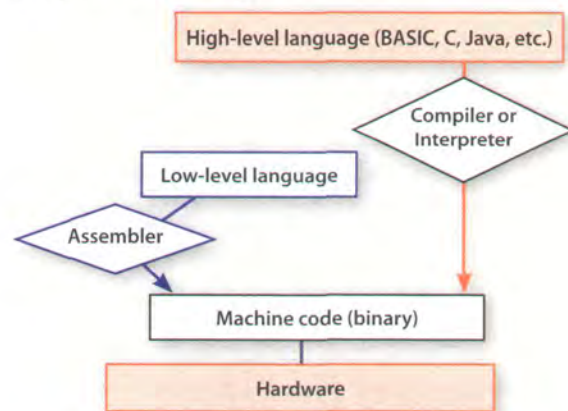 High-level language (BASIC, C, Java, etc.)
Compiler or
Interpreter
Low-level language
Assembler
Machine code (binary)
Hardware